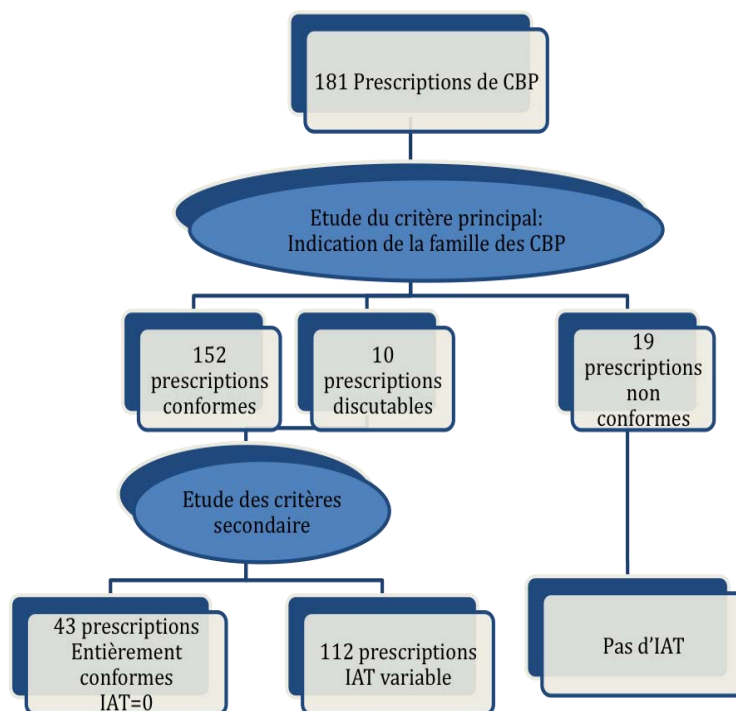 181 Prescriptions de CBP
Etude du critère principal:
Indication de la famille des CBP
152
prescriptions
conformes
10
prescriptions
discutables
19
prescriptions
non
conformes
Etude des critères
secondaire
43 prescriptions
Entièrement
conformes
IAT=0
112 prescriptions
IAT variable
Pas d'IAT